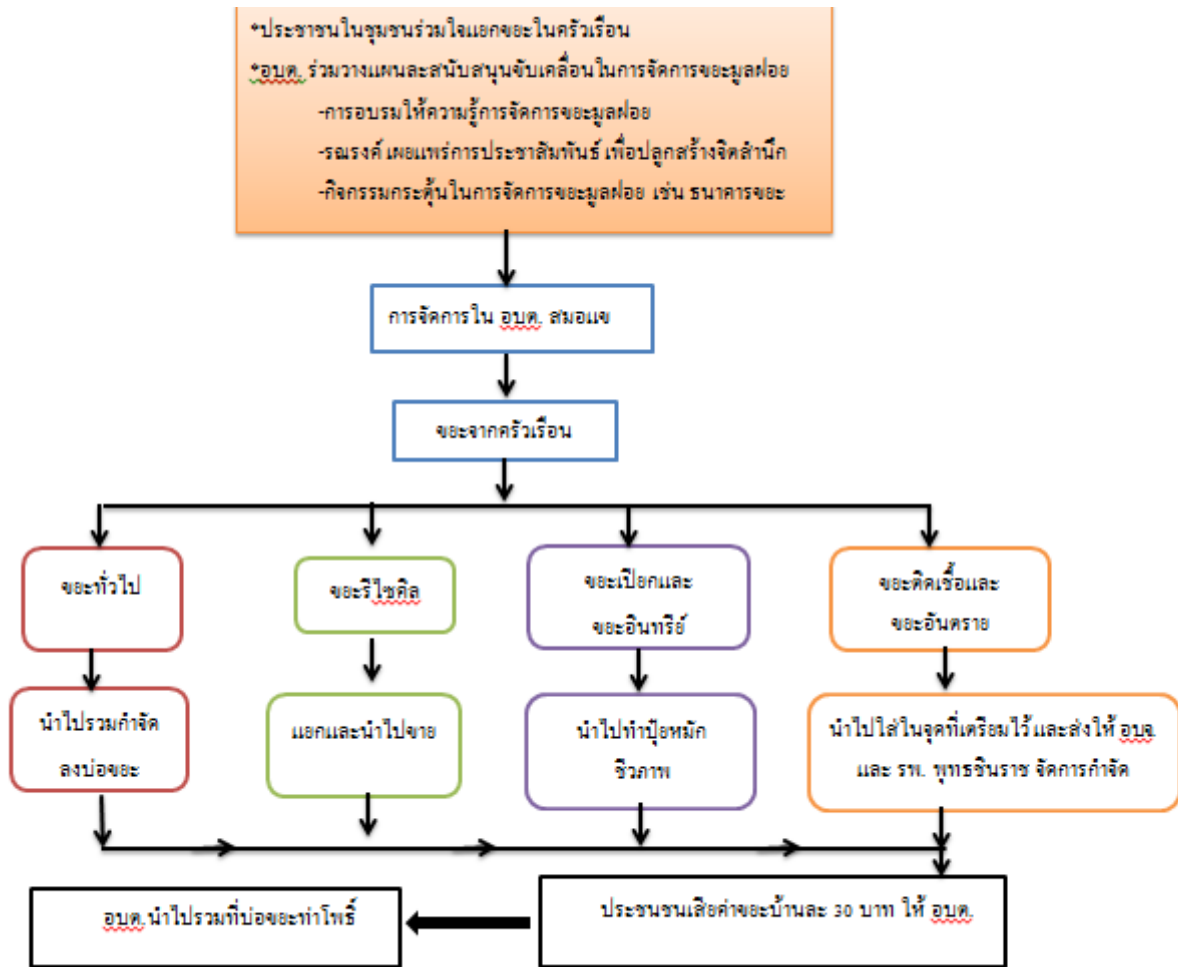 *ประชาชนในชุมชนร่วมใจแยกขยะในครัวเรือน
*อบต. ร่วมวางแผนละสนับสนุนขับเคลื่อนในการจัดการขยะมูลฝอย
-การอบรมให้ความรู้การจัดการขยะมูลฝอย
-รณรงค์ เผยแพร่การประชาสัมพันธ์ เพื่อปลูกสร้างจิตสำนึก
-กิจกรรมกระตุ้นในการจัดการขยะมูลฝอย เช่น ธนาคารขยะ
การจัดการใน อบต. สมอแข
ขยะจากครัวเรือน
ขยะทั่วไป
ขยะรีไซคิล
ขยะเปียกและ
ขยะอินทรีย์
ขยะติดเชื้อและ
ขยะอันตราย
นำไปรวมกำจัด
ลงบ่อขยะ
แยกและนำไปขาย
นำไปทำปุ๋ยหมัก
ชีวภาพ
นำไปใส่ในจุดที่เตรียมไว้ และส่งให้ อบจ.
และ รพ. พุทธชินราช จัดการกำจัด
อบต.นำไปรวมที่บ่อขยะท่าโพธิ์
ประชนชนเสียค่าขยะบ้านละ 30 บาท ให้ อบต.